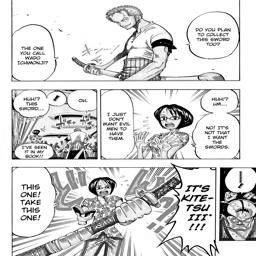 DO YOU PLAN
TO COLLECT
THIS SWORD
TOO?
THE ONE
YOU CALL
WADO
ICHIMONJI?
HUH!?
UM...
NO! IT'S
NOT THAT
I WANT
THE
SWORDS.
I JUST
DON'T
WANT EVIL
MEN TO
HAVE
THEM.
OH.
HUH!?
THIS
SWORD...
I'VE
SEEN IT
IN MY
BOOK!!
!
IT'S
KITE-
TSU
III
!!!
THIS
ONE!
TAKE
THIS
ONE!